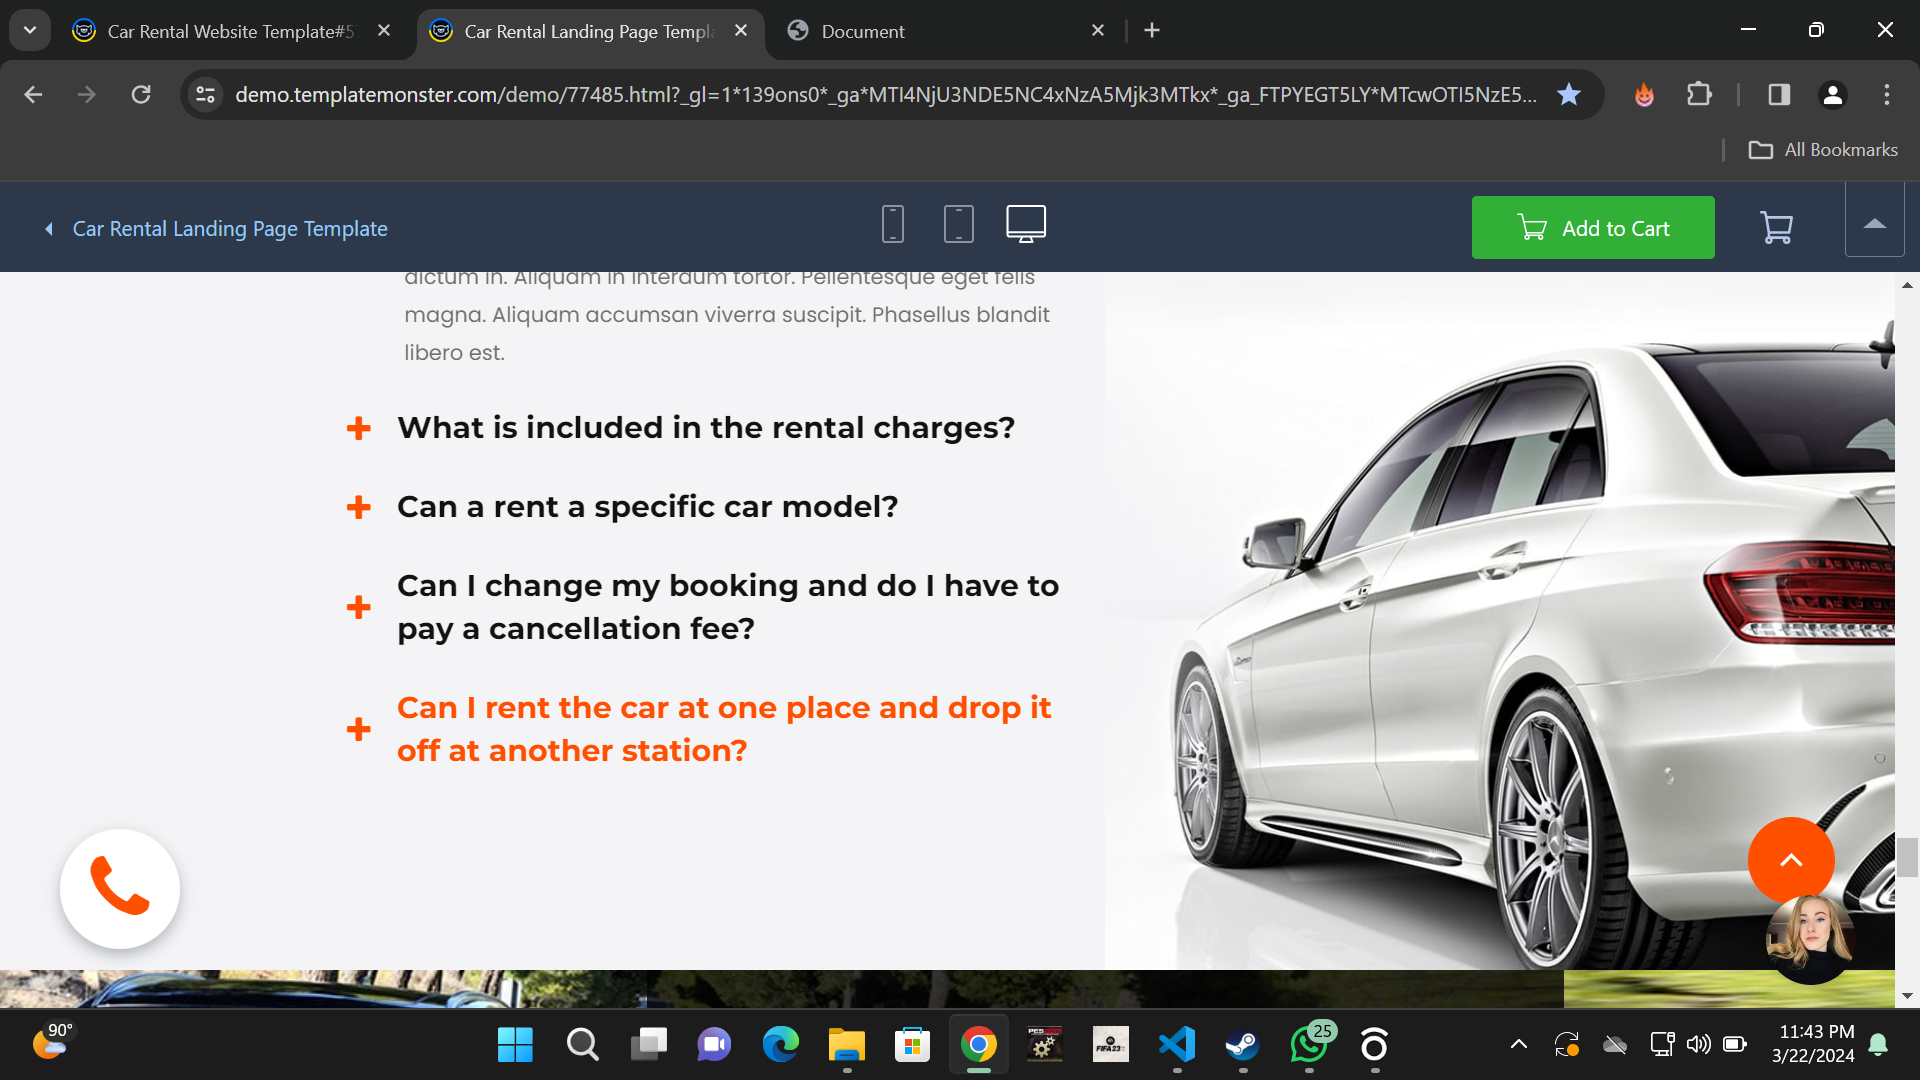 Car Rental Website Template#5
Car Rental Landing Page Templa
Document
demo.templatemonster.com/demo/77485.html?_gl=1*139ons0*_ga*MTI4NjU3NDE5NC4xNzA5Mjk3MTkx*_ga_FTPYEGT5LY*MTcwOTI5NzE5...
All Bookmarks
Car Rental Landing Page Template
Add to Cart
dictum in. Aliquam in interdum tortor. Pellentesque eget felis
magna. Aliquam accumsan viverra suscipit. Phasellus blandit
libero est.
What is included in the rental charges?
Can a rent a specific car model?
Can I change my booking and do I have to
pay a cancellation fee?
Can I rent the car at one place and drop it
off at another station?
90°
FIFA23
25
11:43 PM
3/22/2024